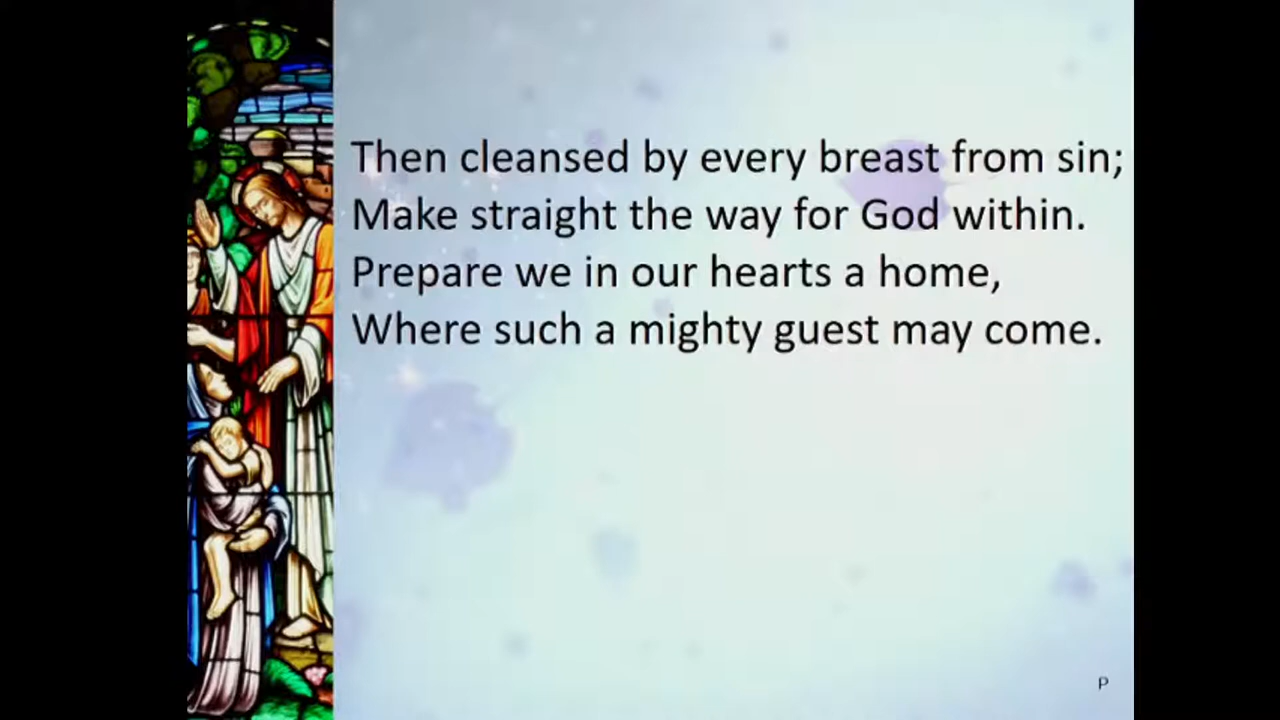 Then cleansed by every breast from sin;
Make straight the way for God within.
Prepare we in our hearts a home,
Where such a mighty guest may come.
P